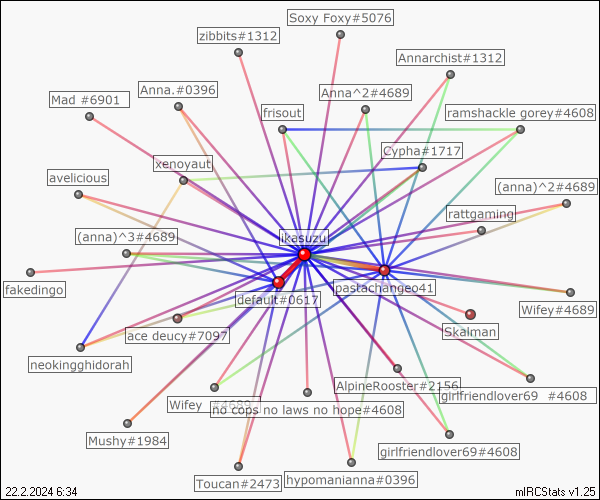 Soxy Foxy#5076
zibbits#1312
Annarchist#1312
Anna.#0396
Anna^2#4689
Mad #6901
frisout
ramshackle gorey#4608
Cypha#1717
xenoyaut
avelicious
(anna)^2#4689
rattgaming
(anna)^3#4689
ikasuzu
fakedingo
pastachangeo41
default#0617
Wifey#4689
ace deucy#7097
Skalman
neokingghidorah
AlpineRooster#2156
girlfriendlover69 #4608
Wifey #4689
no cops no laws no hope#4608
Mushy#1984
girlfriendlover69#4608
Toucan#2473
hypomanianna#0396
22.2.2024 6:34
mIRCStats v1.25